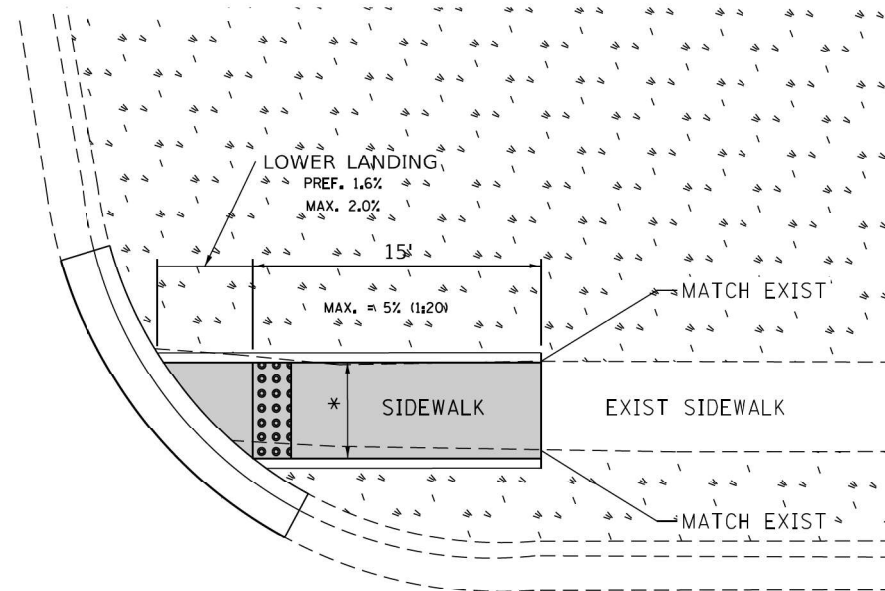 LOWER LANDING
PREF. 1.6%
MAX. 2.0%
15'
MAX. = 5% (1:20)
MATCH EXIST
* SIDEWALK
EXIST SIDEWALK
MATCH EXIST